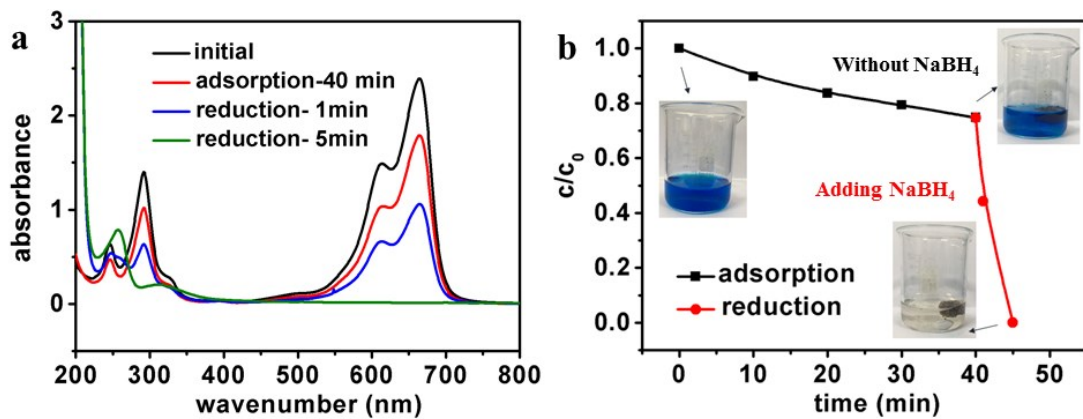 a
initial
adsorption-40 min
reduction- 1min
reduction- 5min
absorbance
3
2
1
0
200 300 400 500 600 700 800
wavenumber (nm)
b
Without NaBH4
Adding NaBH4
adsorption
reduction
c/c0
1.0
0.8
0.6
0.4
0.2
0.0
0 10 20 30 40 50
time (min)